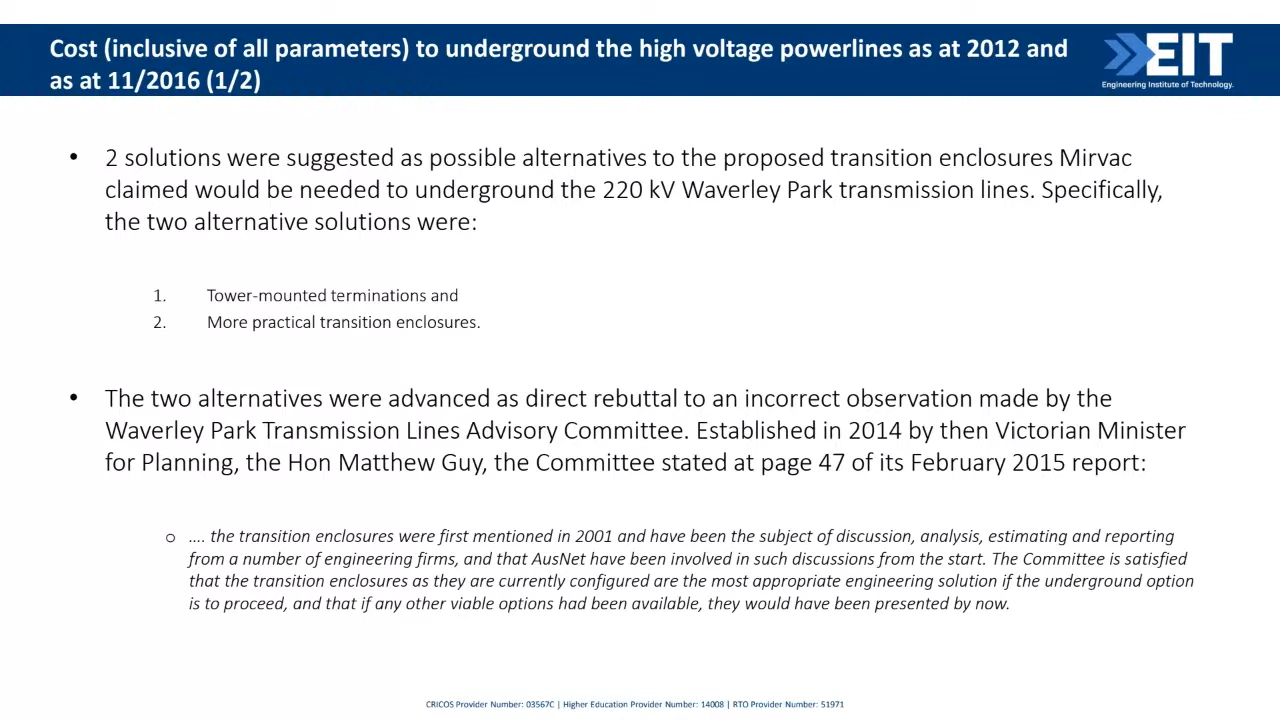 Cost (inclusive of all parameters) to underground the high voltage powerlines as at 2012 and
as at 11/2016 (1/2)
EIT
Engineering Institute of Technology.
• 2 solutions were suggested as possible alternatives to the proposed transition enclosures Mirvac
claimed would be needed to underground the 220 kV Waverley Park transmission lines. Specifically,
the two alternative solutions were:
1. Tower-mounted terminations and
2. More practical transition enclosures.
• The two alternatives were advanced as direct rebuttal to an incorrect observation made by the
Waverley Park Transmission Lines Advisory Committee. Established in 2014 by then Victorian Minister
for Planning, the Hon Matthew Guy, the Committee stated at page 47 of its February 2015 report:
o …. the transition enclosures were first mentioned in 2001 and have been the subject of discussion, analysis, estimating and reporting
from a number of engineering firms, and that AusNet have been involved in such discussions from the start. The Committee is satisfied
that the transition enclosures as they are currently configured are the most appropriate engineering solution if the underground option
is to proceed, and that if any other viable options had been available, they would have been presented by now.
CRICOS Provider Number: 03567C | Higher Education Provider Number: 14008 | RTO Provider Number: 51971